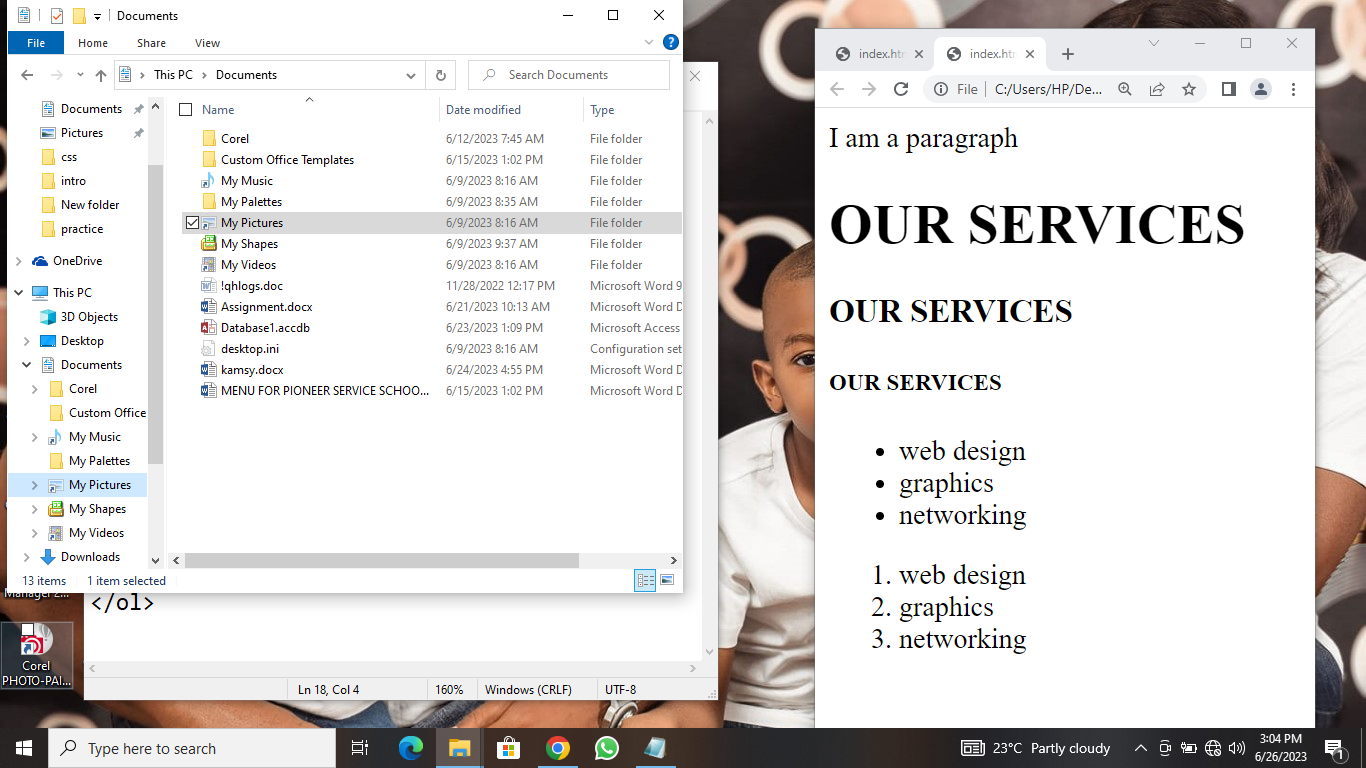 Documents
File Home Share View
This PC Documents
Search Documents
Documents
Pictures
css
intro
New folder
practice
OneDrive
This PC
3D Objects
Desktop
Documents
Corel
Custom Office
My Music
My Palettes
My Pictures
My Shapes
My Videos
Downloads
Name Date modified Type
Corel 6/12/2023 7:45 AM File folder
Custom Office Templates 6/15/2023 1:02 PM File folder
My Music 6/9/2023 8:16 AM File folder
My Palettes 6/9/2023 8:35 AM File folder
My Pictures 6/9/2023 8:16 AM File folder
My Shapes 6/9/2023 9:37 AM File folder
My Videos 6/9/2023 8:16 AM File folder
!qhlogs.doc 11/28/2022 12:17 PM Microsoft Word 9
Assignment.docx 6/21/2023 10:13 AM Microsoft Word D
Database1.accdb 6/23/2023 1:09 PM Microsoft Access
desktop.ini 6/9/2023 8:16 AM Configuration set
kamsy.docx 6/24/2023 4:55 PM Microsoft Word D
MENU FOR PIONEER SERVICE SCHOO... 6/15/2023 1:02 PM Microsoft Word D
13 items 1 item selected
</ol>
Ln 18, Col 4 160% Windows (CRLF) UTF-8
Corel
PHOTO-PAI...
index.htm index.htm
File C:/Users/HP/De...
I am a paragraph
OUR SERVICES
OUR SERVICES
OUR SERVICES
• web design
• graphics
• networking
1. web design
2. graphics
3. networking
Type here to search
23°C Partly cloudy
3:04 PM
6/26/2023
1